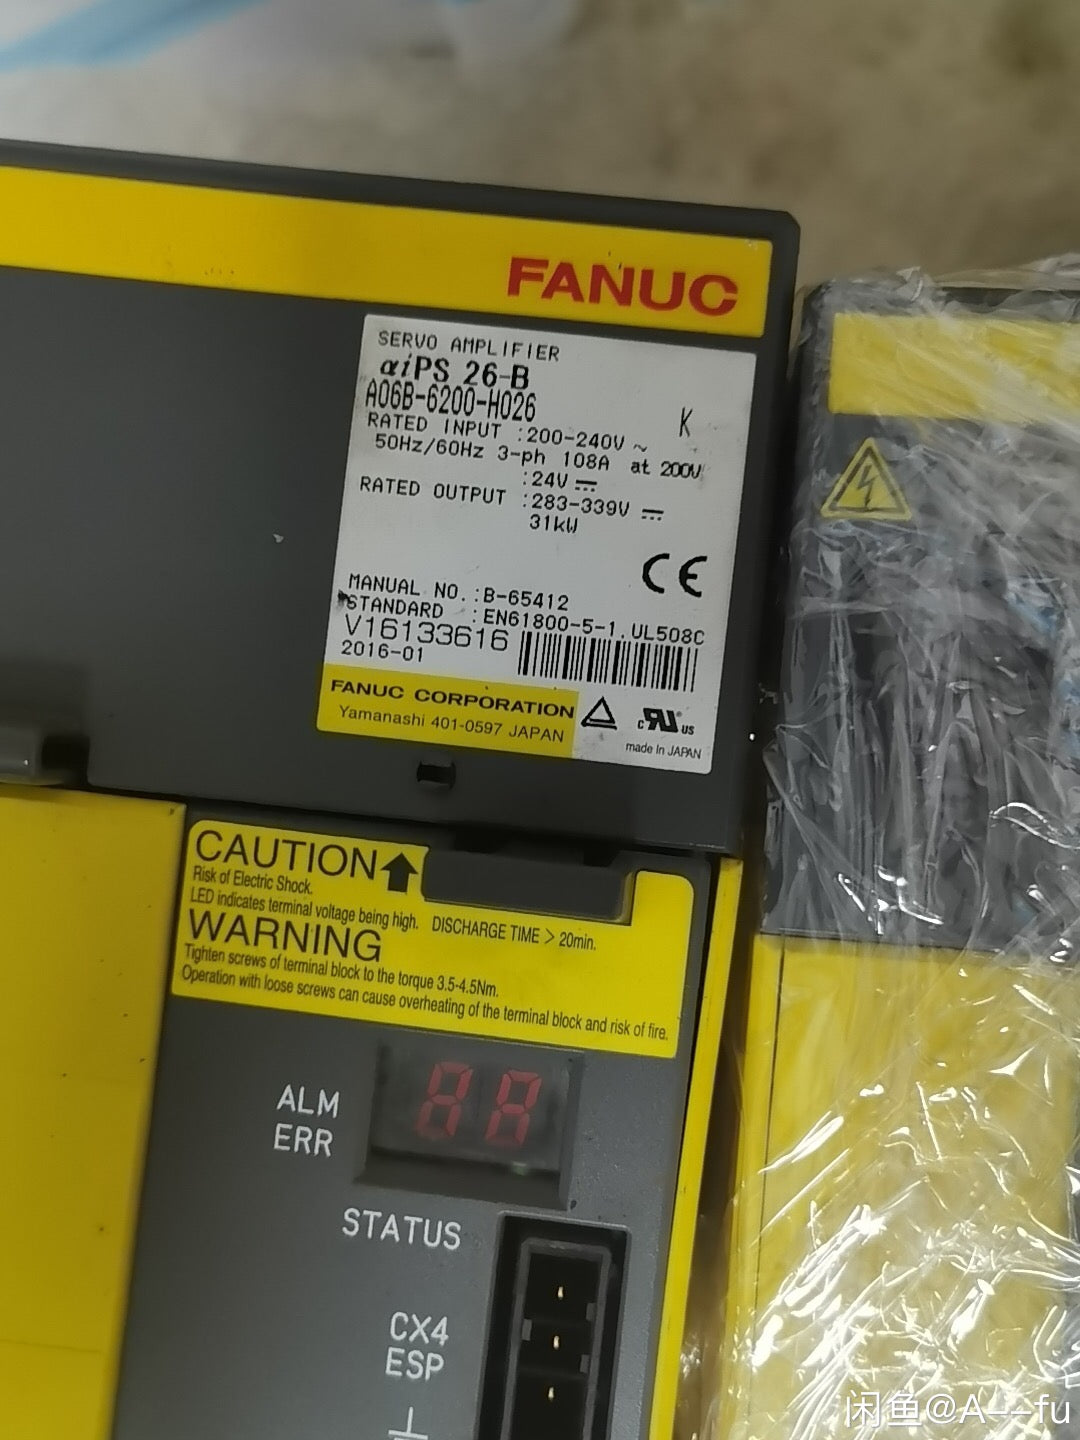 FANUC
SERVO AMPLIFIER
αiPS 26-B
A06B-6200-H026
K
RATED INPUT :200-240V ~
50Hz/60Hz 3-ph 108A at 200V
:24V ⎓
RATED OUTPUT :283-339V ⎓
31kW
CE
MANUAL NO. :B-65412
STANDARD :EN61800-5-1.UL508C
V16133616
2016-01
FANUC CORPORATION
Yamanashi 401-0597 JAPAN
c RU us
made in JAPAN
CAUTION
Risk of Electric Shock.
LED indicates terminal voltage being high. DISCHARGE TIME > 20min.
WARNING
Tighten screws of terminal block to the torque 3.5-4.5Nm.
Operation with loose screws can cause overheating of the terminal block and risk of fire.
88
ALM
ERR
STATUS
CX4
ESP
闲鱼@A---fu